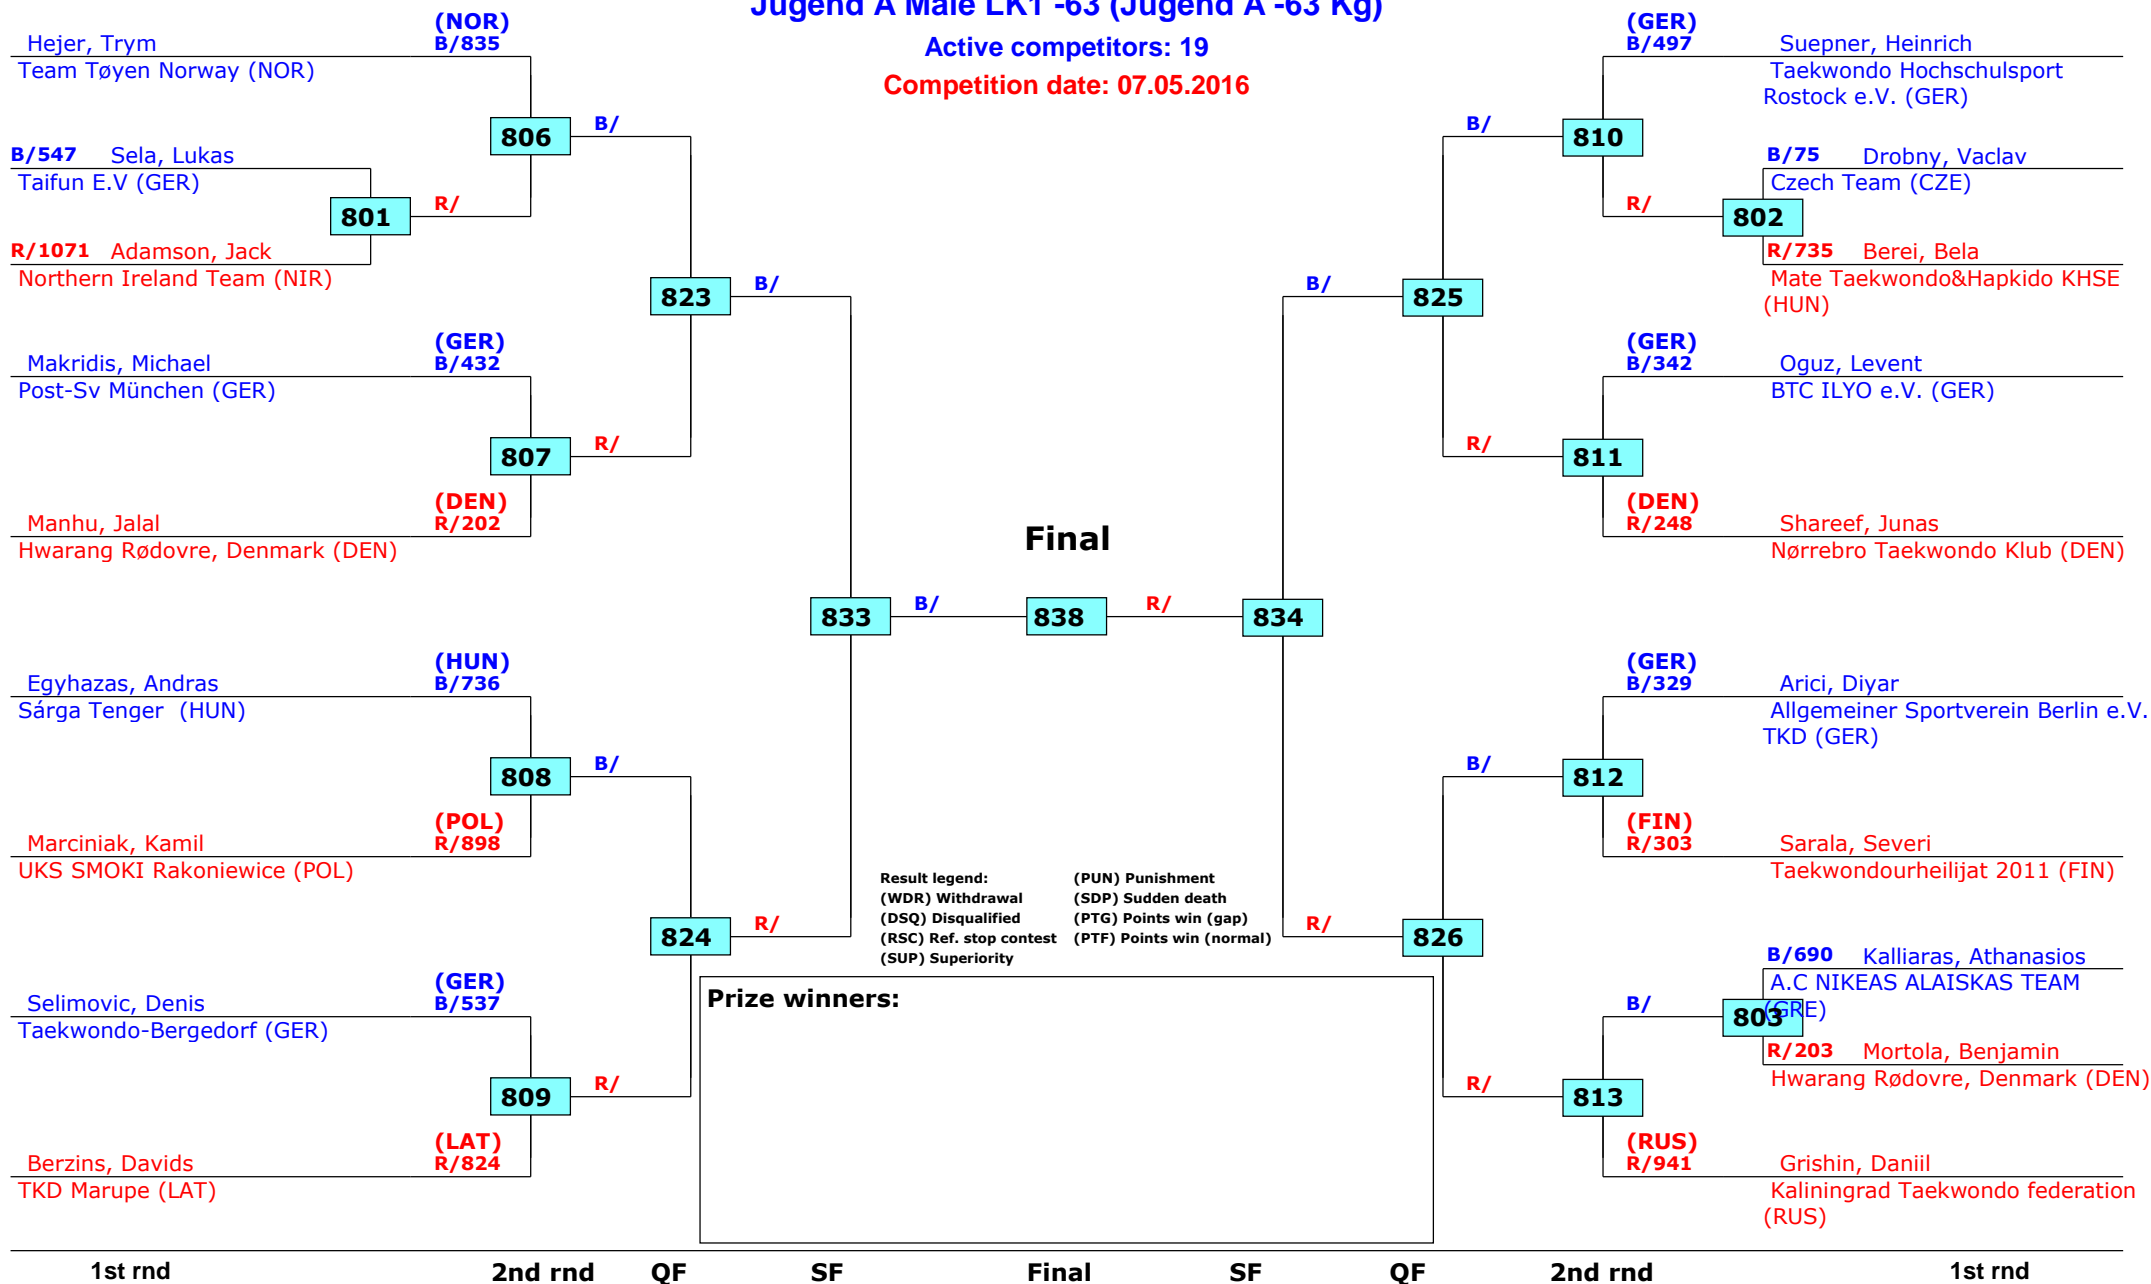 Jugend A Male LK1 -63 (Jugend A -63 Kg)
Active competitors: 19
Competition date: 07.05.2016
(NOR)
Hejer, Trym B/835
Team Tøyen Norway (NOR)
806
B/
B/547 Sela, Lukas
Taifun E.V (GER)
801
R/
R/1071 Adamson, Jack
Northern Ireland Team (NIR)
823
B/
(GER)
Makridis, Michael B/432
Post-Sv München (GER)
807
R/
(DEN)
Manhu, Jalal R/202
Hwarang Rødovre, Denmark (DEN)
833
B/
(HUN)
Egyhazas, Andras B/736
Sárga Tenger (HUN)
808
B/
(POL)
Marciniak, Kamil R/898
UKS SMOKI Rakoniewice (POL)
824
R/
(GER)
Selimovic, Denis B/537
Taekwondo-Bergedorf (GER)
809
R/
(LAT)
Berzins, Davids R/824
TKD Marupe (LAT)
Final
838
R/
834
(GER)
B/497 Suepner, Heinrich
Taekwondo Hochschulsport
Rostock e.V. (GER)
B/
810
B/75 Drobny, Vaclav
Czech Team (CZE)
R/
802
R/735 Berei, Bela
Mate Taekwondo&Hapkido KHSE
(HUN)
B/
825
(GER)
B/342 Oguz, Levent
BTC ILYO e.V. (GER)
R/
811
(DEN)
R/248 Shareef, Junas
Nørrebro Taekwondo Klub (DEN)
(GER)
B/329 Arici, Diyar
Allgemeiner Sportverein Berlin e.V.
TKD (GER)
B/
812
(FIN)
R/303 Sarala, Severi
Taekwondourheilijat 2011 (FIN)
R/
826
B/690 Kalliaras, Athanasios
A.C NIKEAS ALAISKAS TEAM
(GRE)
B/
803
R/203 Mortola, Benjamin
Hwarang Rødovre, Denmark (DEN)
R/
813
(RUS)
R/941 Grishin, Daniil
Kaliningrad Taekwondo federation
(RUS)
Result legend: (PUN) Punishment
(WDR) Withdrawal (SDP) Sudden death
(DSQ) Disqualified (PTG) Points win (gap)
(RSC) Ref. stop contest (PTF) Points win (normal)
(SUP) Superiority
Prize winners:
1st rnd 2nd rnd QF SF Final SF QF 2nd rnd 1st rnd